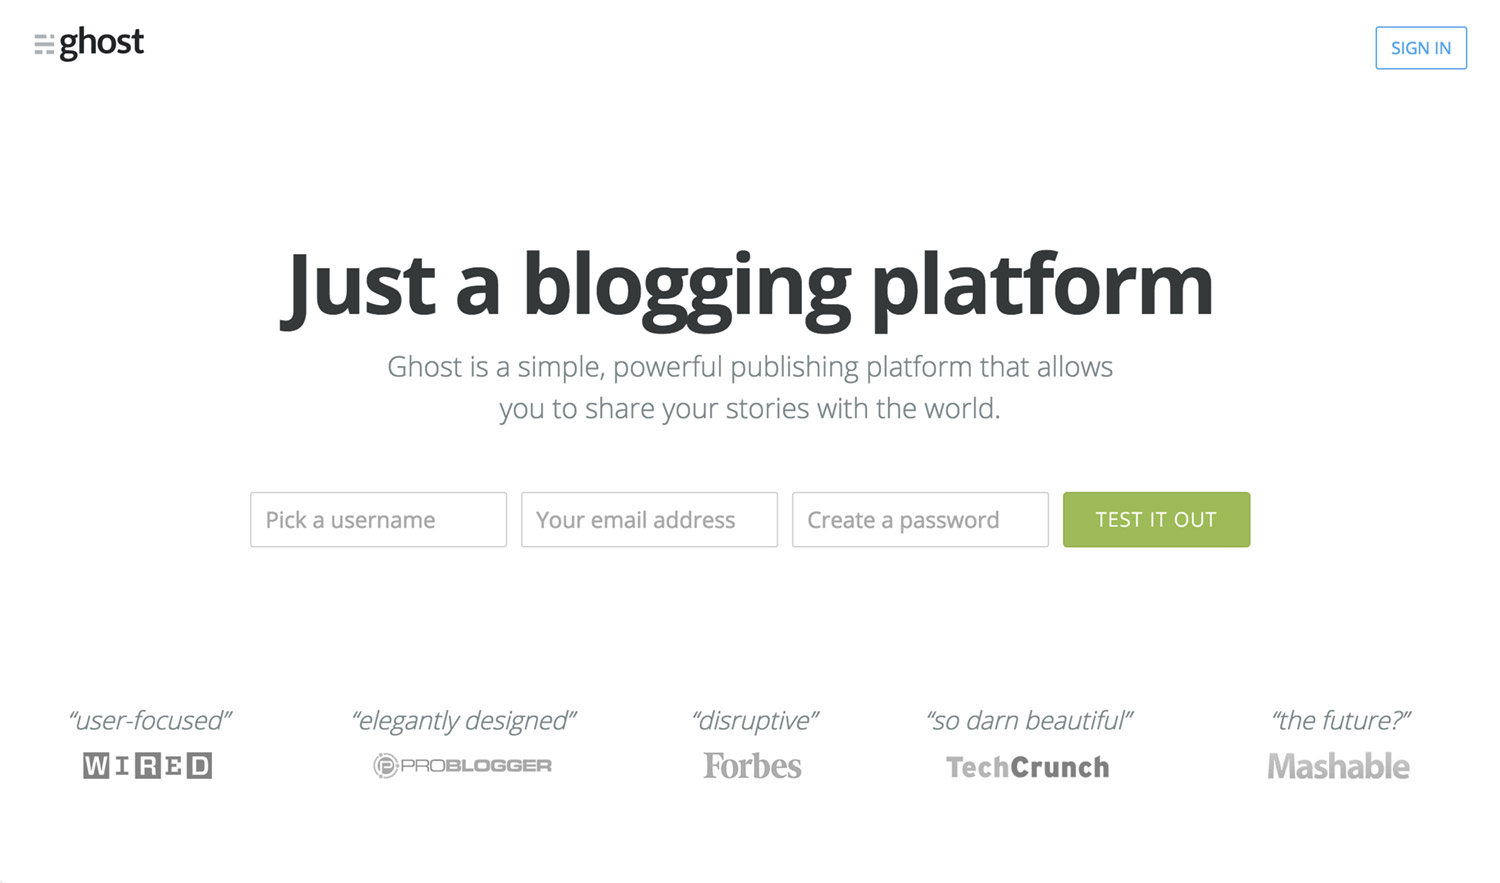 ghost
SIGN IN
Just a blogging platform
Ghost is a simple, powerful publishing platform that allows
you to share your stories with the world.
Pick a username
Your email address
Create a password
TEST IT OUT
“user-focused”
WIRED
“elegantly designed”
PROBLOGGER
“disruptive”
Forbes
“so darn beautiful”
TechCrunch
“the future?”
Mashable